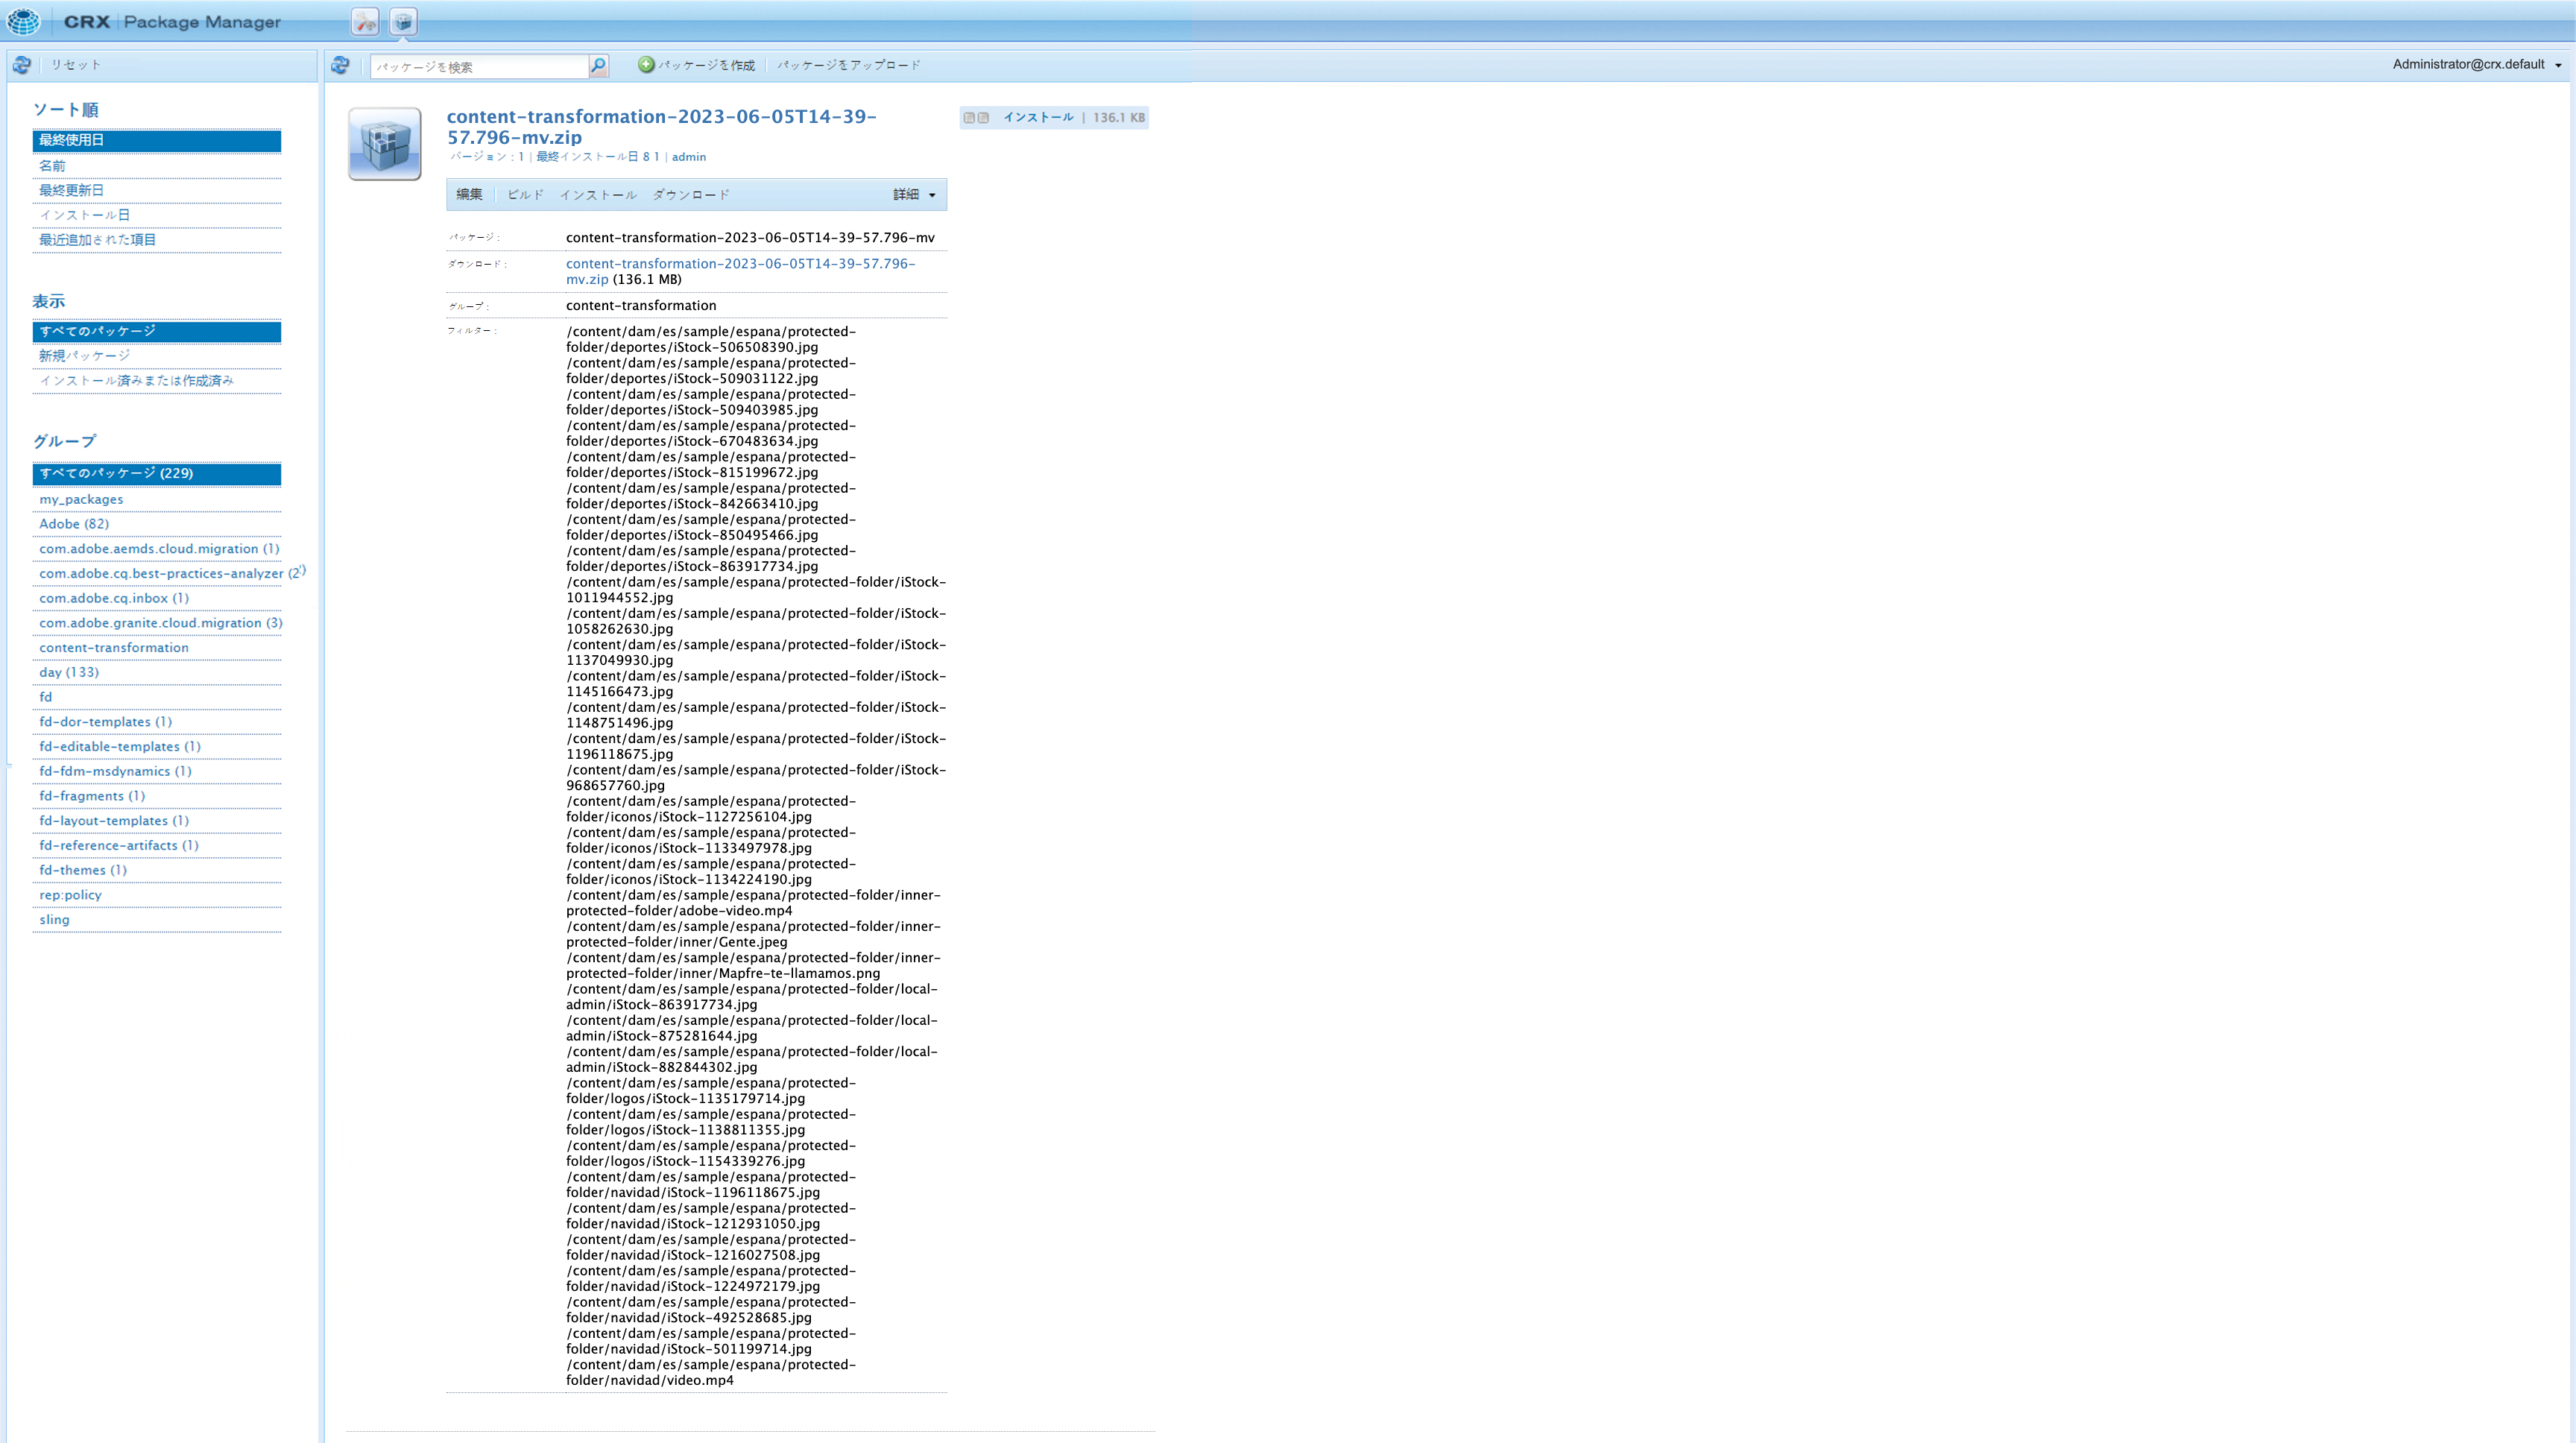 CRX | Package Manager
リセット
パッケージを検索
パッケージを作成
パッケージをアップロード
Administrator@crx.default
ソート順
最終使用日
名前
最終更新日
インストール日
最近追加された項目
表示
すべてのパッケージ
新規パッケージ
インストール済みまたは作成済み
グループ
すべてのパッケージ (229)
my_packages
Adobe (82)
com.adobe.aemds.cloud.migration (1)
com.adobe.cq.best-practices-analyzer (2)
com.adobe.cq.inbox (1)
com.adobe.granite.cloud.migration (3)
content-transformation
day (133)
fd
fd-dor-templates (1)
fd-editable-templates (1)
fd-fdm-msdynamics (1)
fd-fragments (1)
fd-layout-templates (1)
fd-reference-artifacts (1)
fd-themes (1)
rep:policy
sling
content-transformation-2023-06-05T14-39-
57.796-mv.zip
バージョン : 1 | 最終インストール日 8 1 | admin
インストール | 136.1 KB
編集 ビルド インストール ダウンロード 詳細
パッケージ : content-transformation-2023-06-05T14-39-57.796-mv
ダウンロード : content-transformation-2023-06-05T14-39-57.796-
mv.zip (136.1 MB)
グループ : content-transformation
フィルター : /content/dam/es/sample/espana/protected-
folder/deportes/iStock-506508390.jpg
/content/dam/es/sample/espana/protected-
folder/deportes/iStock-509031122.jpg
/content/dam/es/sample/espana/protected-
folder/deportes/iStock-509403985.jpg
/content/dam/es/sample/espana/protected-
folder/deportes/iStock-670483634.jpg
/content/dam/es/sample/espana/protected-
folder/deportes/iStock-815199672.jpg
/content/dam/es/sample/espana/protected-
folder/deportes/iStock-842663410.jpg
/content/dam/es/sample/espana/protected-
folder/deportes/iStock-850495466.jpg
/content/dam/es/sample/espana/protected-
folder/deportes/iStock-863917734.jpg
/content/dam/es/sample/espana/protected-folder/iStock-
1011944552.jpg
/content/dam/es/sample/espana/protected-folder/iStock-
1058262630.jpg
/content/dam/es/sample/espana/protected-folder/iStock-
1137049930.jpg
/content/dam/es/sample/espana/protected-folder/iStock-
1145166473.jpg
/content/dam/es/sample/espana/protected-folder/iStock-
1148751496.jpg
/content/dam/es/sample/espana/protected-folder/iStock-
1196118675.jpg
/content/dam/es/sample/espana/protected-folder/iStock-
968657760.jpg
/content/dam/es/sample/espana/protected-
folder/iconos/iStock-1127256104.jpg
/content/dam/es/sample/espana/protected-
folder/iconos/iStock-1133497978.jpg
/content/dam/es/sample/espana/protected-
folder/iconos/iStock-1134224190.jpg
/content/dam/es/sample/espana/protected-folder/inner-
protected-folder/adobe-video.mp4
/content/dam/es/sample/espana/protected-folder/inner-
protected-folder/inner/Gente.jpeg
/content/dam/es/sample/espana/protected-folder/inner-
protected-folder/inner/Mapfre-te-llamamos.png
/content/dam/es/sample/espana/protected-folder/local-
admin/iStock-863917734.jpg
/content/dam/es/sample/espana/protected-folder/local-
admin/iStock-875281644.jpg
/content/dam/es/sample/espana/protected-folder/local-
admin/iStock-882844302.jpg
/content/dam/es/sample/espana/protected-
folder/logos/iStock-1135179714.jpg
/content/dam/es/sample/espana/protected-
folder/logos/iStock-1138811355.jpg
/content/dam/es/sample/espana/protected-
folder/logos/iStock-1154339276.jpg
/content/dam/es/sample/espana/protected-
folder/navidad/iStock-1196118675.jpg
/content/dam/es/sample/espana/protected-
folder/navidad/iStock-1212931050.jpg
/content/dam/es/sample/espana/protected-
folder/navidad/iStock-1216027508.jpg
/content/dam/es/sample/espana/protected-
folder/navidad/iStock-1224972179.jpg
/content/dam/es/sample/espana/protected-
folder/navidad/iStock-492528685.jpg
/content/dam/es/sample/espana/protected-
folder/navidad/iStock-501199714.jpg
/content/dam/es/sample/espana/protected-
folder/navidad/video.mp4